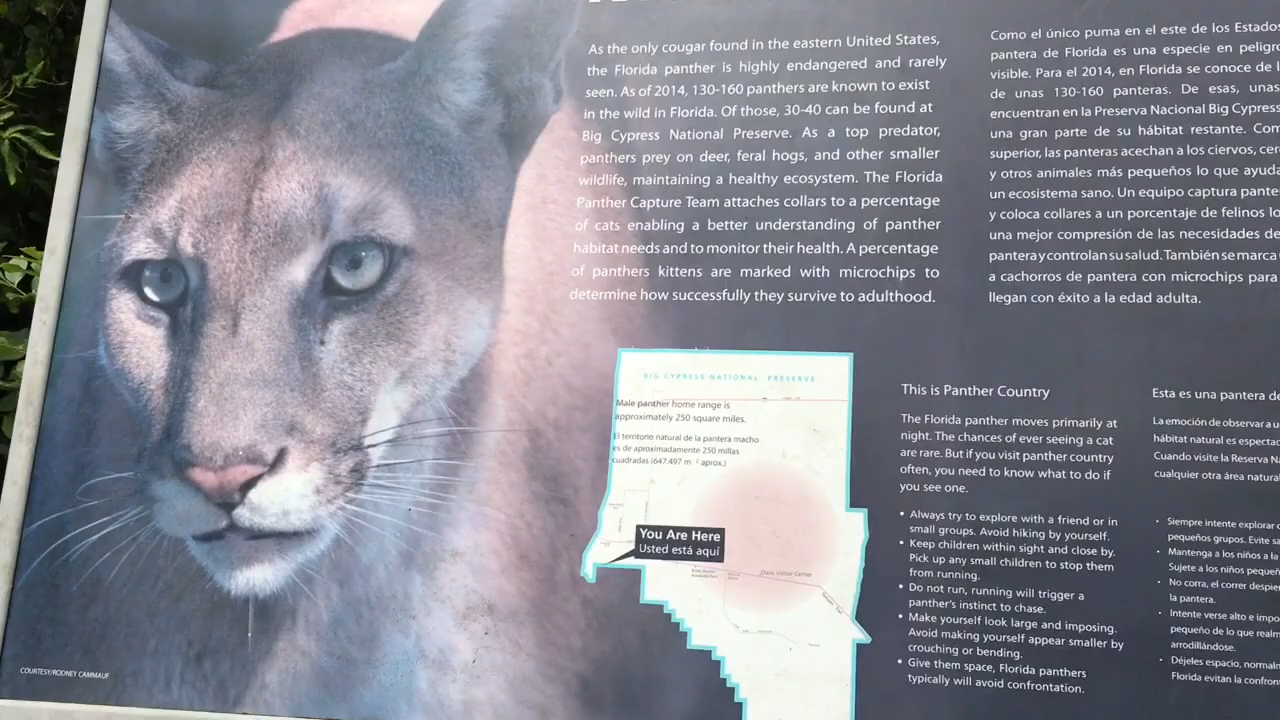 As the only cougar found in the eastern United States,
the Florida panther is highly endangered and rarely
seen. As of 2014, 130-160 panthers are known to exist
in the wild in Florida. Of those, 30-40 can be found at
Big Cypress National Preserve. As a top predator,
panthers prey on deer, feral hogs, and other smaller
wildlife, maintaining a healthy ecosystem. The Florida
Panther Capture Team attaches collars to a percentage
of cats enabling a better understanding of panther
habitat needs and to monitor their health. A percentage
of panthers kittens are marked with microchips to
determine how successfully they survive to adulthood.
Como el único puma en el este de los Estados
pantera de Florida es una especie en peligro
visible. Para el 2014, en Florida se conoce de l
de unas 130-160 panteras. De esas, unas
encuentran en la Preserva Nacional Big Cypress
una gran parte de su hábitat restante. Com
superior, las panteras acechan a los ciervos, cer
y otros animales más pequeños lo que ayuda
un ecosistema sano. Un equipo captura pante
y coloca collares a un porcentaje de felinos lo
una mejor compresión de las necesidades de
pantera y controlan su salud. También se marca
a cachorros de pantera con microchips para
llegan con éxito a la edad adulta.
BIG CYPRESS NATIONAL PRESERVE
Male panther home range is
approximately 250 square miles.
El territorio natural de la pantera macho
es de aproximadamente 250 millas
cuadradas (647.497 m ² aprox.)
You Are Here
Usted está aquí
Oasis Visitor Center
This is Panther Country
The Florida panther moves primarily at
night. The chances of ever seeing a cat
are rare. But if you visit panther country
often, you need to know what to do if
you see one.
• Always try to explore with a friend or in
small groups. Avoid hiking by yourself.
• Keep children within sight and close by.
Pick up any small children to stop them
from running.
• Do not run, running will trigger a
panther's instinct to chase.
• Make yourself look large and imposing.
Avoid making yourself appear smaller by
crouching or bending.
• Give them space, Florida panthers
typically will avoid confrontation.
Esta es una pantera de
La emoción de observar a u
hábitat natural es espectac
Cuando visite la Reserva Na
cualquier otra área natural
• Siempre intente explorar c
pequeños grupos. Evite sa
• Mantenga a los niños a la
Sujete a los niños pequeñ
• No corra, el correr despier
la pantera.
• Intente verse alto e impo
pequeño de lo que realm
arrodillándose.
• Déjeles espacio, normaln
Florida evitan la confron
COURTESY/RODNEY CAMMAUF